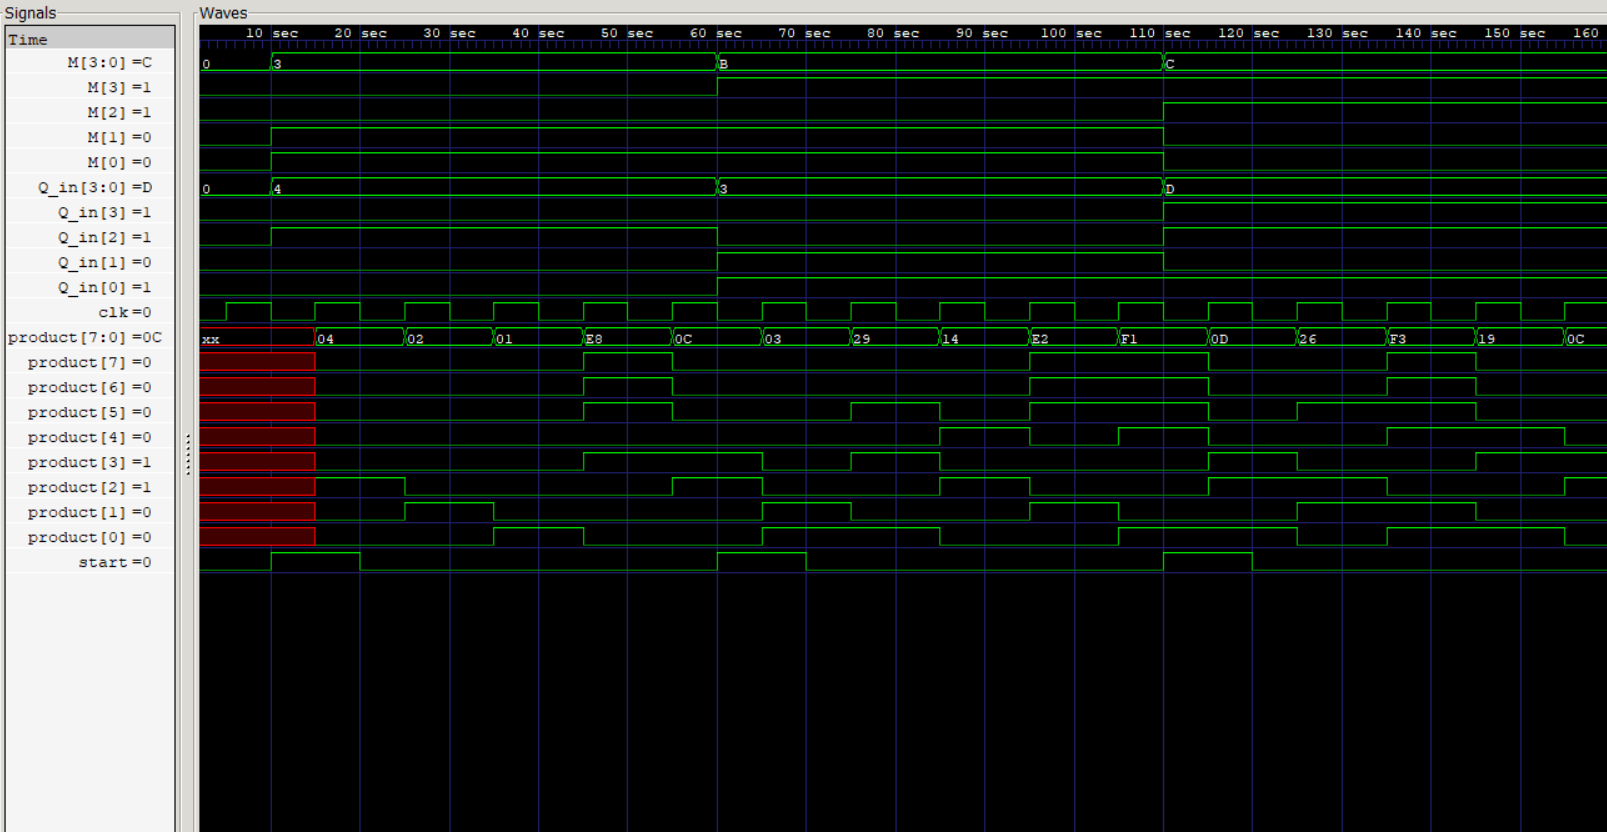 Signals Waves
Time 10 sec 20 sec 30 sec 40 sec 50 sec 60 sec 70 sec 80 sec 90 sec 100 sec 110 sec 120 sec 130 sec 140 sec 150 sec 160
M[3:0] =C 0 3 B C
M[3] =1
M[2] =1
M[1] =0
M[0] =0
Q_in[3:0] =D 0 4 3 D
Q_in[3] =1
Q_in[2] =1
Q_in[1] =0
Q_in[0] =1
clk =0
product[7:0] =0C xx 04 02 01 E8 0C 03 29 14 E2 F1 0D 26 F3 19 0C
product[7] =0
product[6] =0
product[5] =0
product[4] =0
product[3] =1
product[2] =1
product[1] =0
product[0] =0
start =0